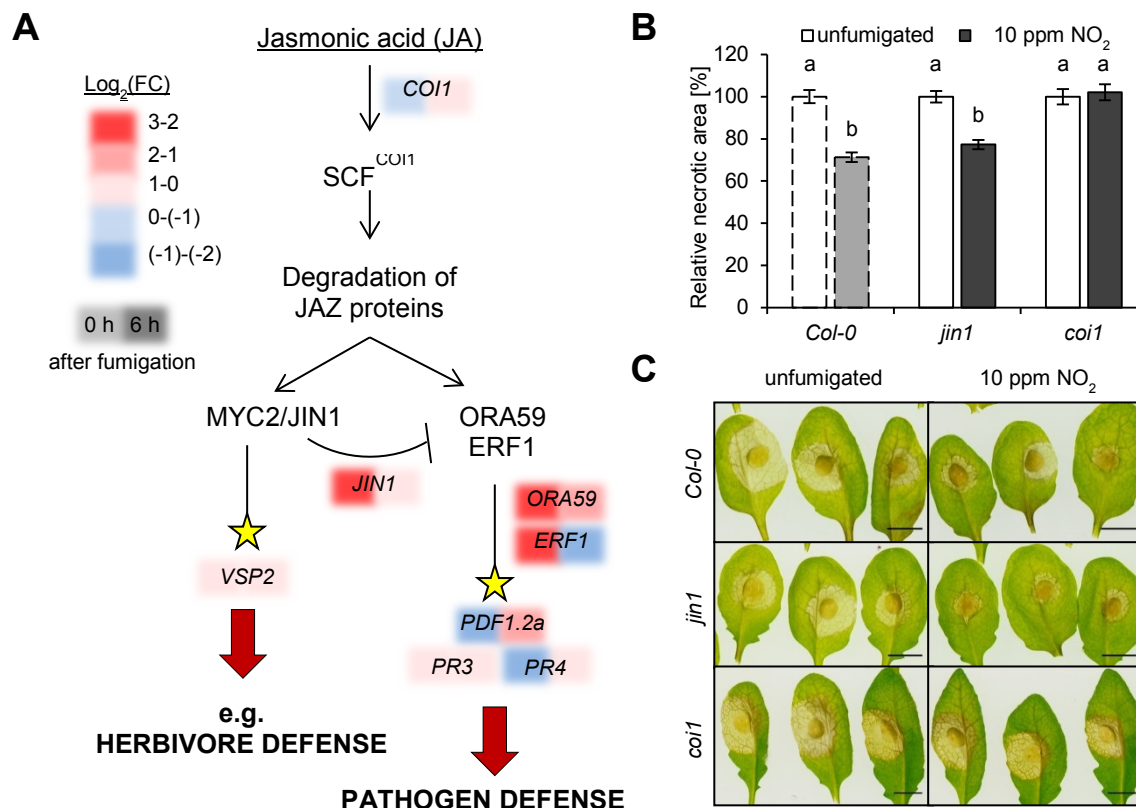 A
Jasmonic acid (JA)
Log2(FC)
3-2
2-1
1-0
0-(-1)
(-1)-(-2)
0 h 6 h
after fumigation
COI1
SCF^COI1
Degradation of
JAZ proteins
MYC2/JIN1
ORA59
ERF1
JIN1
ORA59
ERF1
VSP2
PDF1.2a
PR3
PR4
e.g.
HERBIVORE DEFENSE
PATHOGEN DEFENSE
B
unfumigated
10 ppm NO2
Relative necrotic area [%]
120
100
80
60
40
20
0
a
b
a
b
a
a
Col-0
jin1
coi1
C
unfumigated
10 ppm NO2
Col-0
jin1
coi1